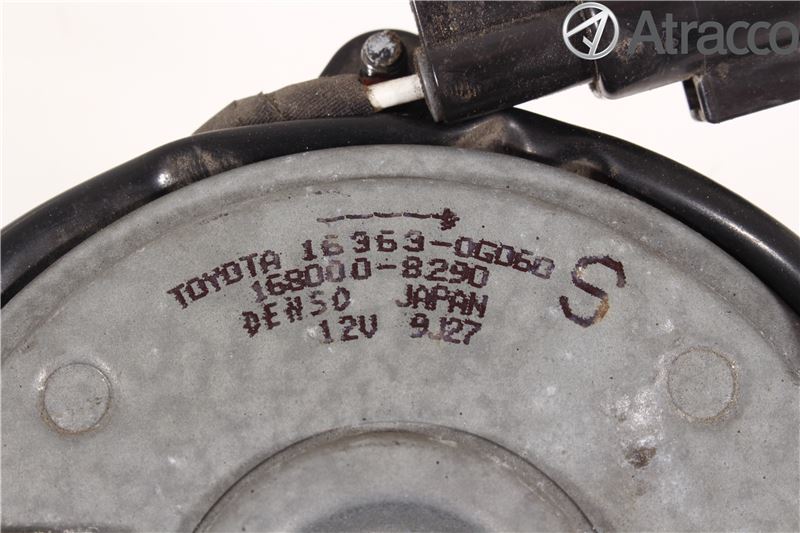 Atracco
TOYOTA 16363-0G060
168000-8290
DENSO JAPAN
12V 9J27
S